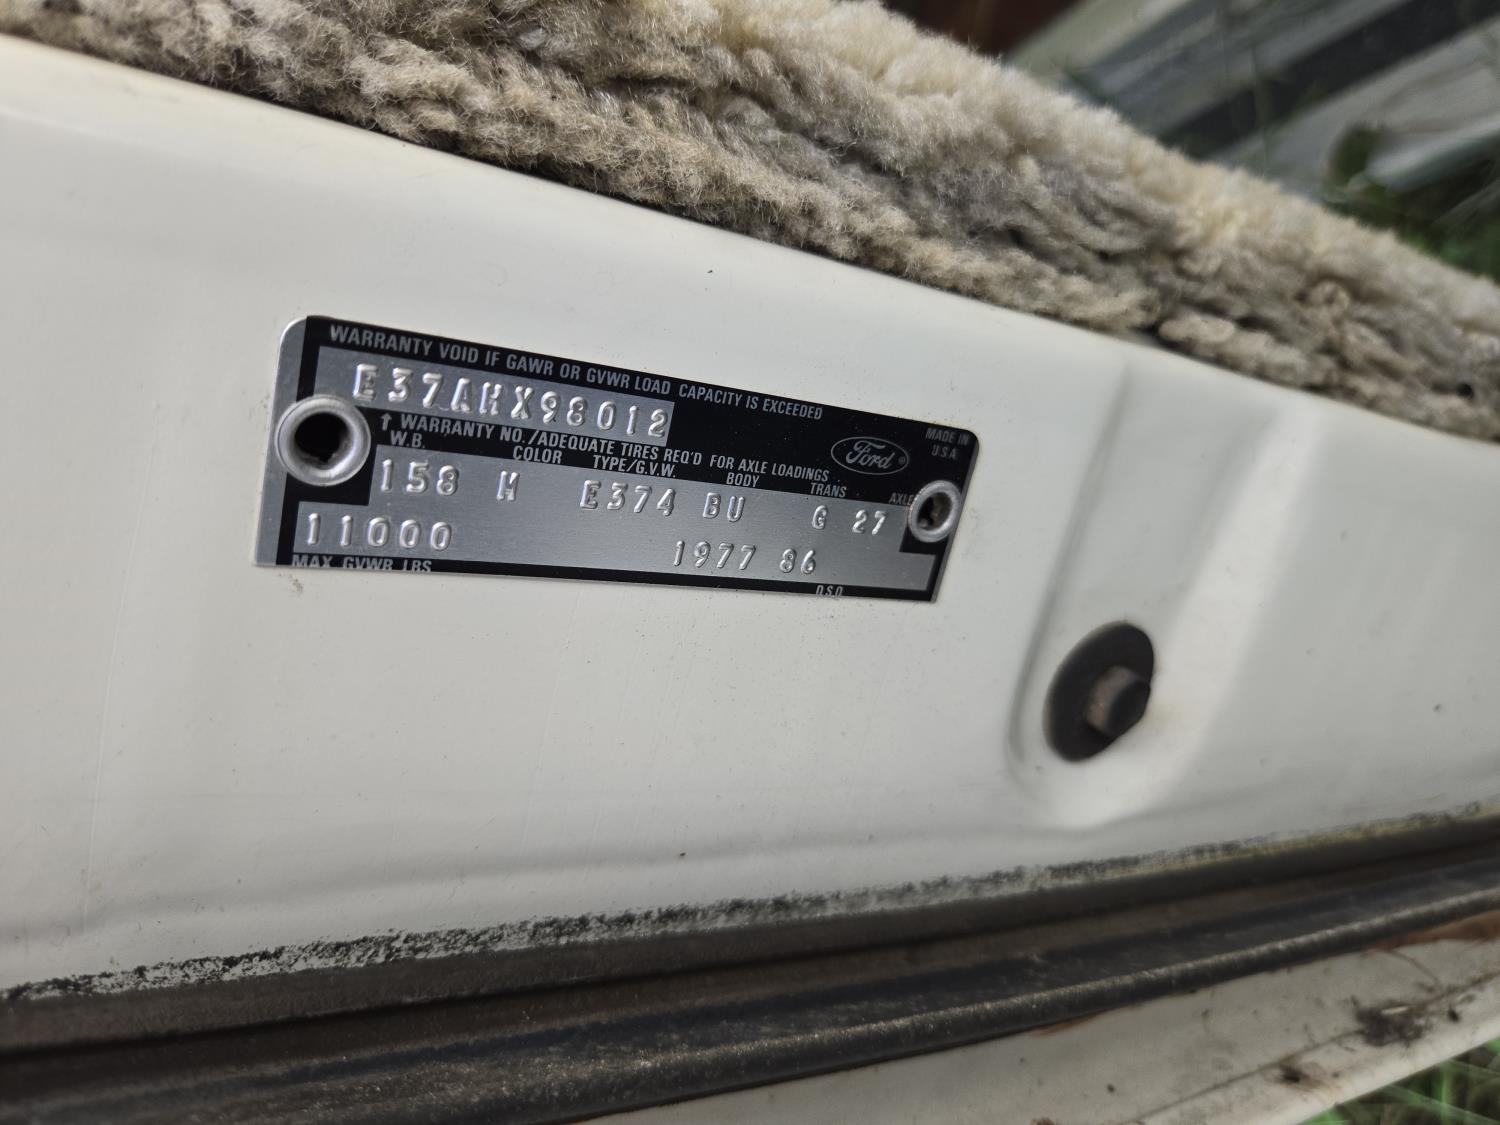 WARRANTY VOID IF GAWR OR GVWR LOAD CAPACITY IS EXCEEDED
E37AHX98012
↑ WARRANTY NO./ADEQUATE TIRES REQ'D FOR AXLE LOADINGS
Ford
MADE IN U.S.A
W.B. COLOR TYPE/G.V.W. BODY TRANS AXLE
158 M E374 BU G 27
11000 1977 86
MAX. GVWR LBS D.S.O.